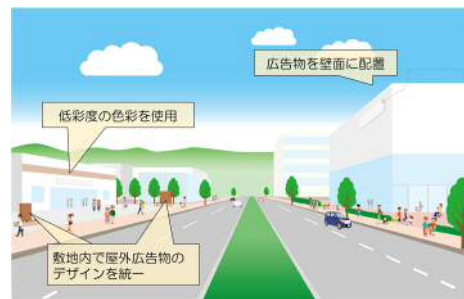 広告物を壁面に配置
低彩度の色彩を使用
敷地内で屋外広告物の
デザインを統一